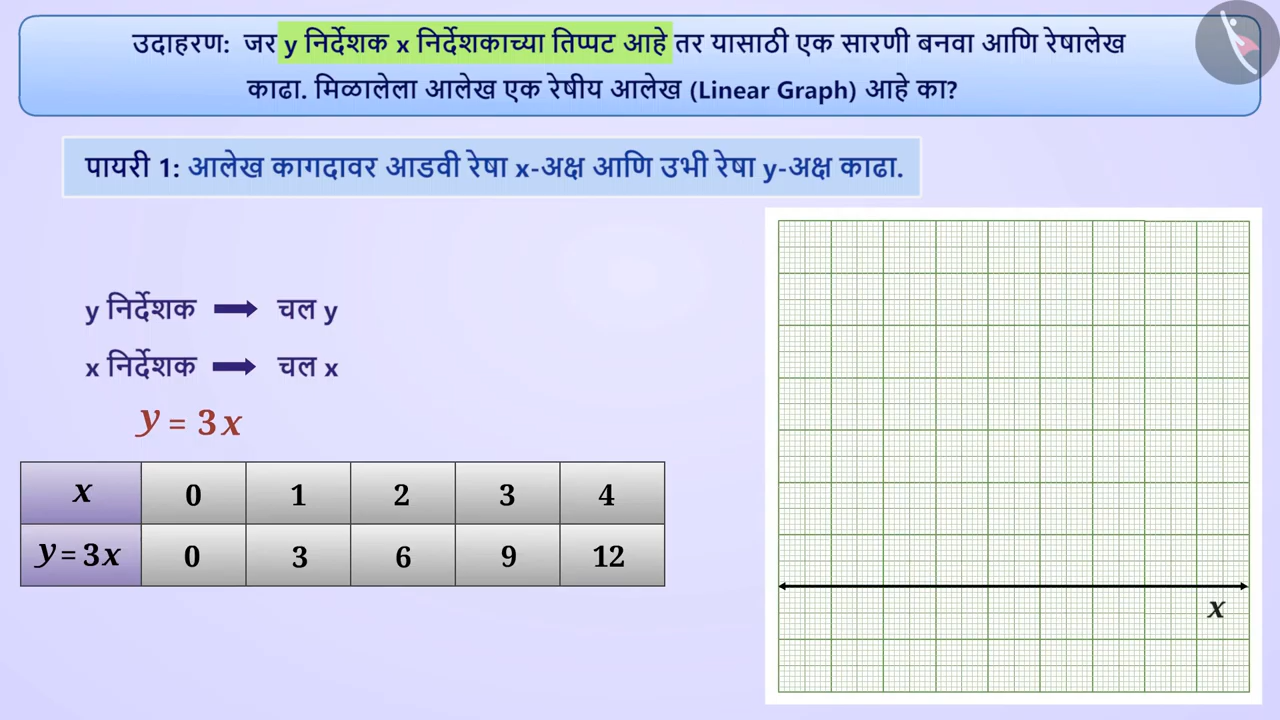 उदाहरण: जर y निर्देशक x निर्देशकाच्या तिप्पट आहे तर यासाठी एक सारणी बनवा आणि रेषालेख
काढा. मिळालेला आलेख एक रेषीय आलेख (Linear Graph) आहे का?
पायरी 1: आलेख कागदावर आडवी रेषा x-अक्ष आणि उभी रेषा y-अक्ष काढा.
y निर्देशक ➡ चल y
x निर्देशक ➡ चल x
y = 3x
x 0 1 2 3 4
y = 3x 0 3 6 9 12
x